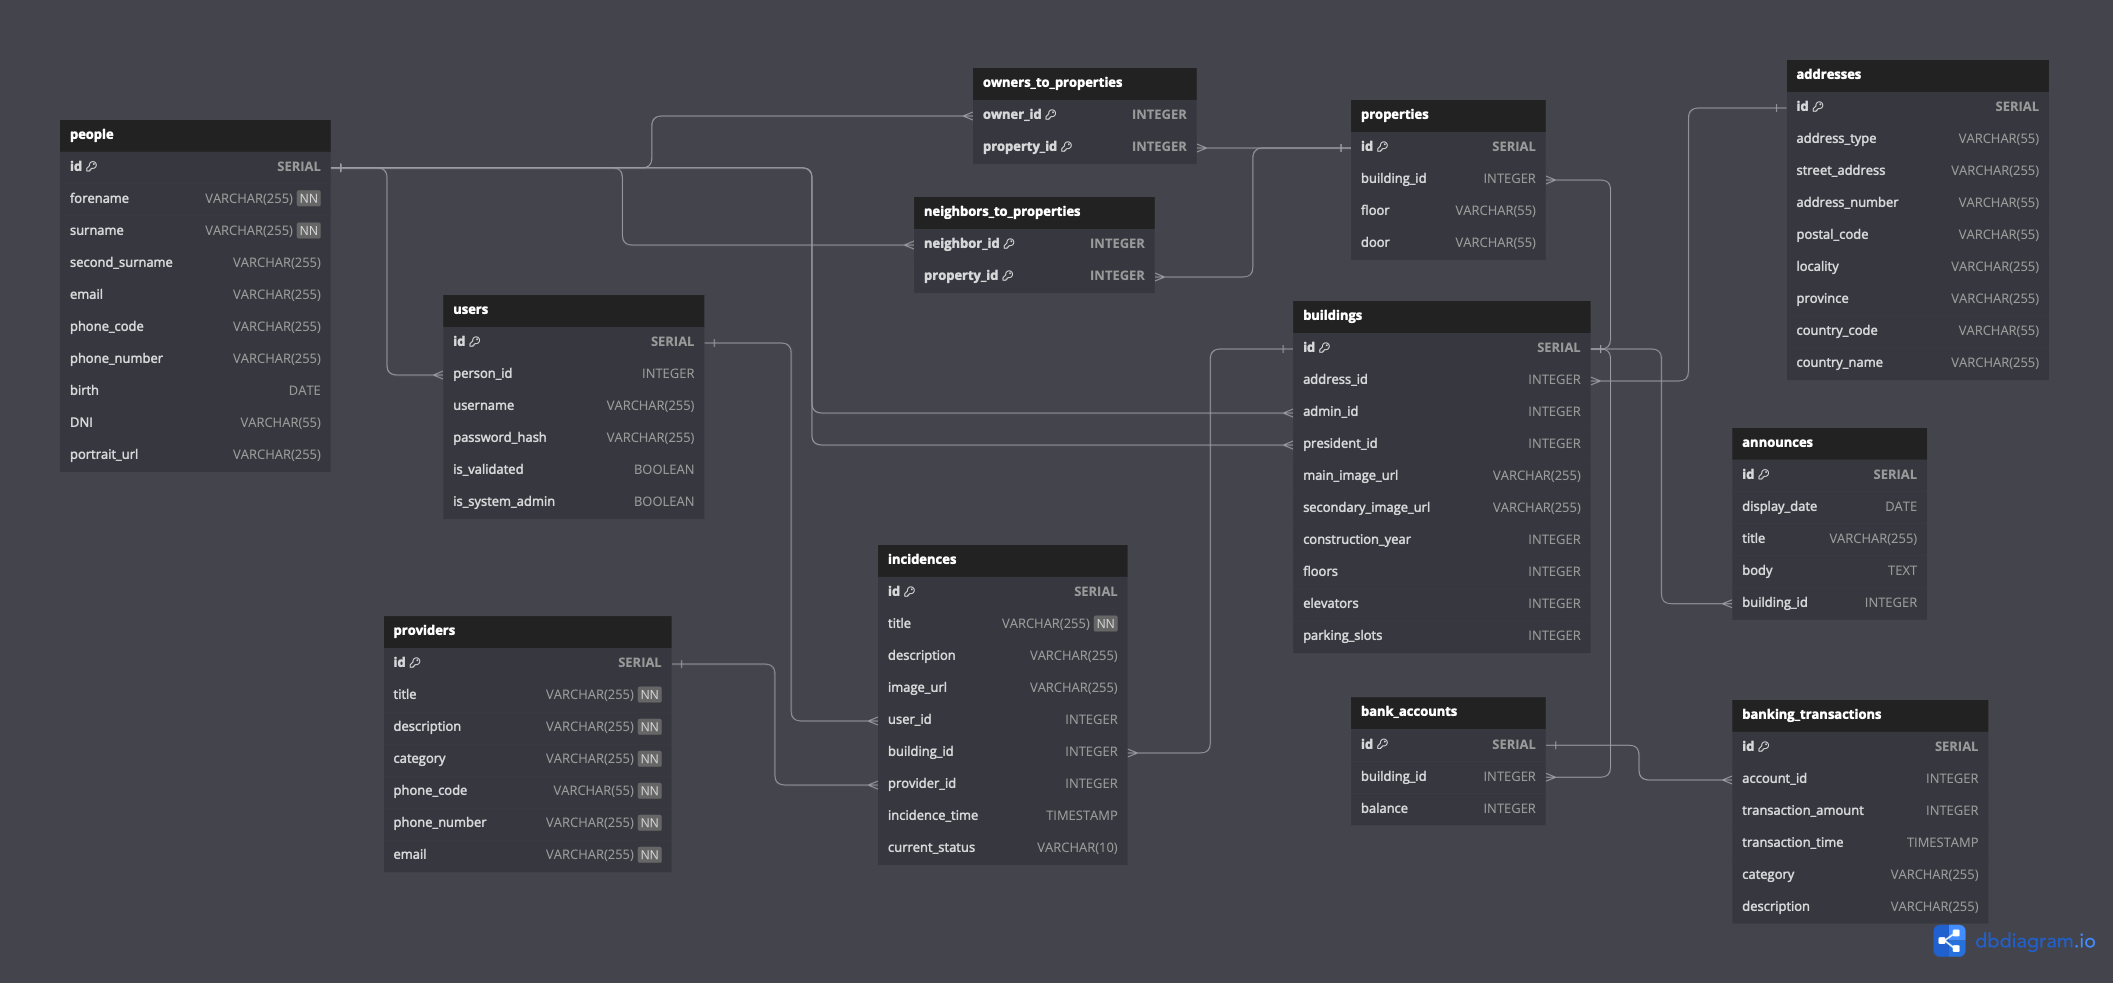 people
id SERIAL
forename VARCHAR(255) NN
surname VARCHAR(255) NN
second_surname VARCHAR(255)
email VARCHAR(255)
phone_code VARCHAR(255)
phone_number VARCHAR(255)
birth DATE
DNI VARCHAR(55)
portrait_url VARCHAR(255)
users
id SERIAL
person_id INTEGER
username VARCHAR(255)
password_hash VARCHAR(255)
is_validated BOOLEAN
is_system_admin BOOLEAN
providers
id SERIAL
title VARCHAR(255) NN
description VARCHAR(255) NN
category VARCHAR(255) NN
phone_code VARCHAR(55) NN
phone_number VARCHAR(255) NN
email VARCHAR(255) NN
owners_to_properties
owner_id INTEGER
property_id INTEGER
neighbors_to_properties
neighbor_id INTEGER
property_id INTEGER
incidences
id SERIAL
title VARCHAR(255) NN
description VARCHAR(255)
image_url VARCHAR(255)
user_id INTEGER
building_id INTEGER
provider_id INTEGER
incidence_time TIMESTAMP
current_status VARCHAR(10)
properties
id SERIAL
building_id INTEGER
floor VARCHAR(55)
door VARCHAR(55)
buildings
id SERIAL
address_id INTEGER
admin_id INTEGER
president_id INTEGER
main_image_url VARCHAR(255)
secondary_image_url VARCHAR(255)
construction_year INTEGER
floors INTEGER
elevators INTEGER
parking_slots INTEGER
bank_accounts
id SERIAL
building_id INTEGER
balance INTEGER
addresses
id SERIAL
address_type VARCHAR(55)
street_address VARCHAR(255)
address_number VARCHAR(55)
postal_code VARCHAR(55)
locality VARCHAR(255)
province VARCHAR(255)
country_code VARCHAR(55)
country_name VARCHAR(255)
announces
id SERIAL
display_date DATE
title VARCHAR(255)
body TEXT
building_id INTEGER
banking_transactions
id SERIAL
account_id INTEGER
transaction_amount INTEGER
transaction_time TIMESTAMP
category VARCHAR(255)
description VARCHAR(255)
dbdiagram.io